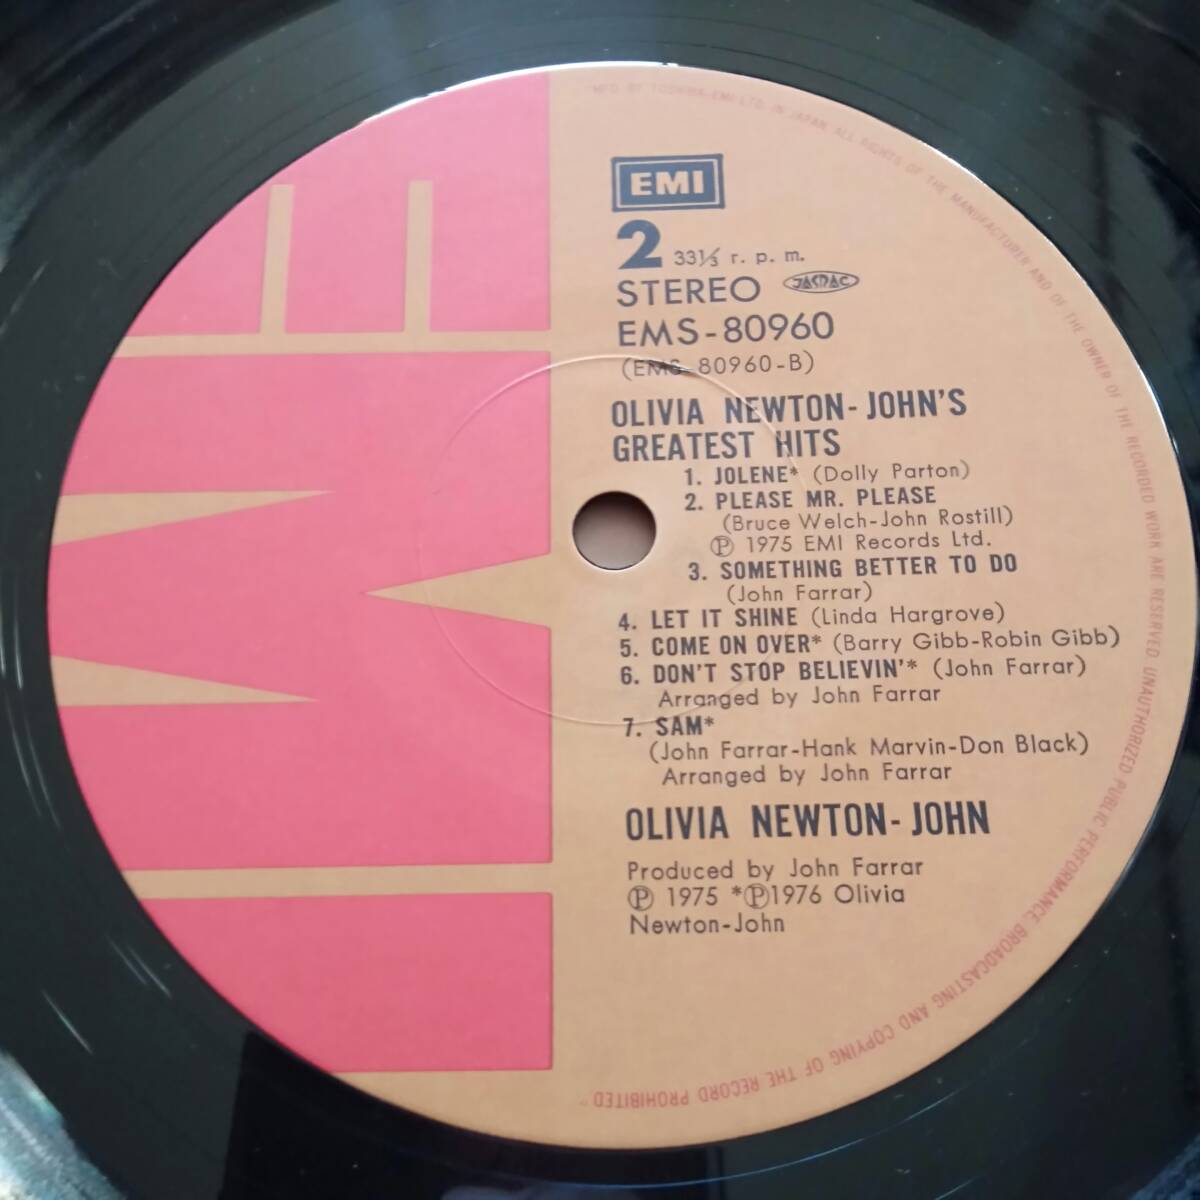 MFD BY TOSHIBA-EMI LTD. IN JAPAN. ALL RIGHTS OF THE MANUFACTURER AND OF THE OWNER OF THE RECORDED WORK ARE RESERVED UNAUTHORIZED PUBLIC PERFORMANCE BROADCASTING AND COPYING OF THE RECORD PROHIBITED
EMI
2 33⅓ r. p. m.
STEREO JASRAC
EMS-80960
(EMS-80960-B)
OLIVIA NEWTON-JOHN'S
GREATEST HITS
1. JOLENE* (Dolly Parton)
2. PLEASE MR. PLEASE
(Bruce Welch-John Rostill)
Ⓟ 1975 EMI Records Ltd.
3. SOMETHING BETTER TO DO
(John Farrar)
4. LET IT SHINE (Linda Hargrove)
5. COME ON OVER* (Barry Gibb-Robin Gibb)
6. DON'T STOP BELIEVIN'* (John Farrar)
Arranged by John Farrar
7. SAM*
(John Farrar-Hank Marvin-Don Black)
Arranged by John Farrar
OLIVIA NEWTON-JOHN
Produced by John Farrar
Ⓟ 1975 *Ⓟ1976 Olivia
Newton-John
EMI